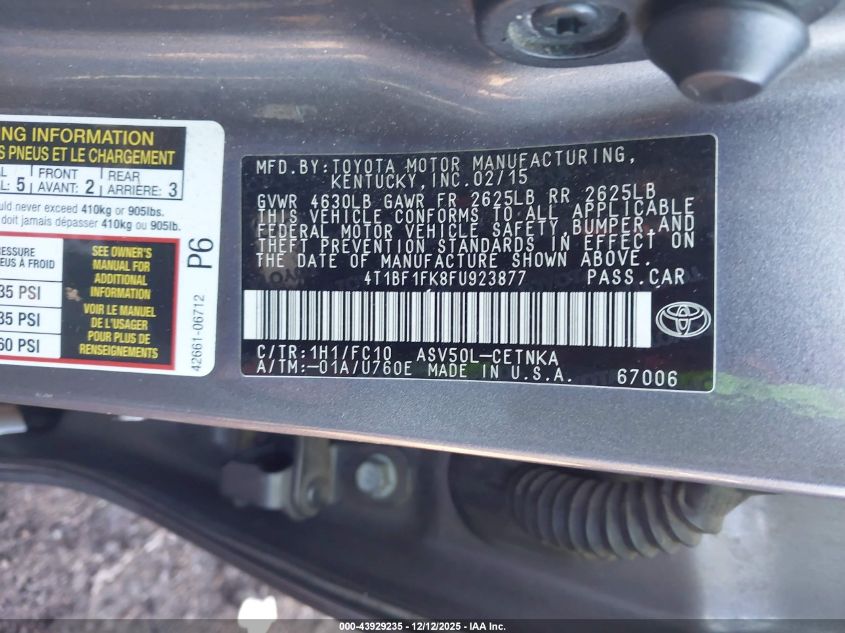 NG INFORMATION
S PNEUS ET LE CHARGEMENT
FRONT
REAR
L: 5
AVANT: 2
ARRIÈRE: 3
never exceed 410kg or 905lbs.
doit jamais dépasser 410kg ou 905lb.
À FROID
35 PSI
35 PSI
60 PSI
SEE OWNER'S
MANUAL FOR
ADDITIONAL
INFORMATION
VOIR LE MANUEL
DE L'USAGER
POUR PLUS DE
RENSEIGNEMENTS
P6
42661-06712
MFD.BY:TOYOTA MOTOR MANUFACTURING,
KENTUCKY, INC.02/15
GVWR 4630LB GAWR FR 2625LB RR 2625LB
THIS VEHICLE CONFORMS TO ALL APPLICABLE
FEDERAL MOTOR VEHICLE SAFETY,BUMPER,AND
THEFT PREVENTION STANDARDS IN EFFECT ON
THE DATE OF MANUFACTURE SHOWN ABOVE.
4T1BF1FK8FU923877 PASS.CAR
C/TR:1H1/FC10 ASV50L-CETNKA
A/TM:-01A/U760E MADE IN U.S.A. 67006
000-43929235 - 12/12/2025 - IAA Inc.